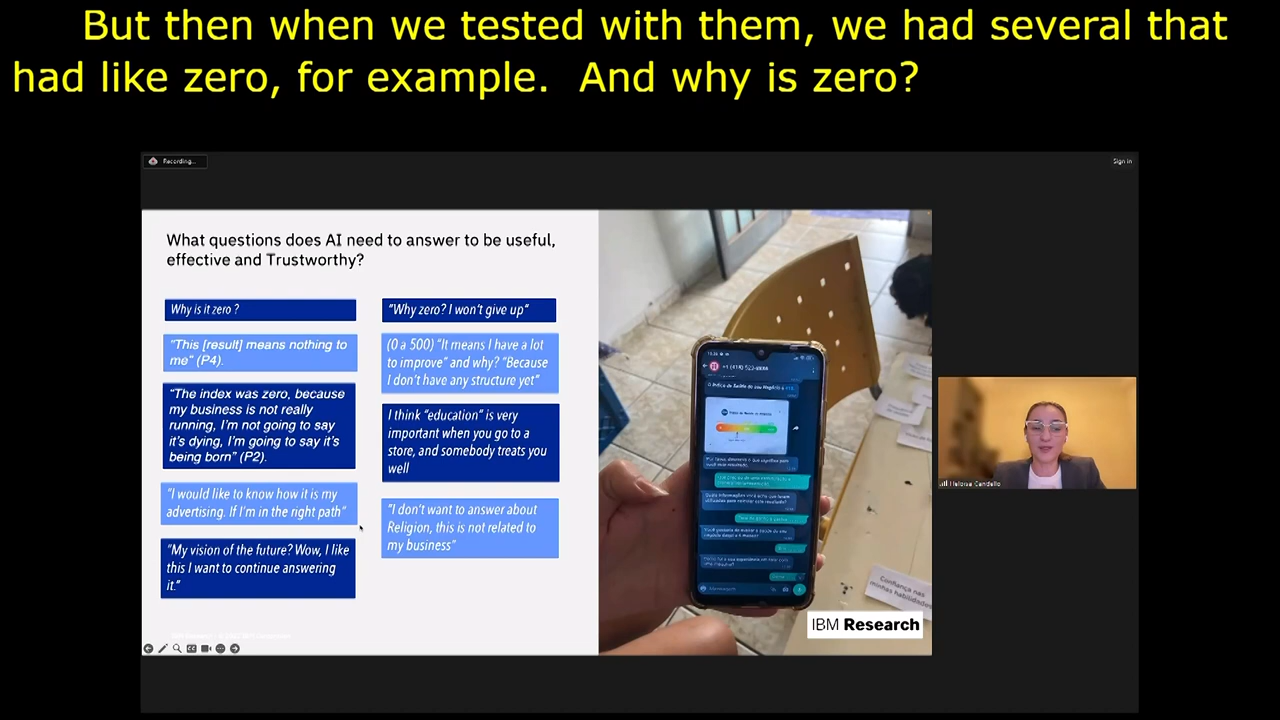 But then when we tested with them, we had several that
had like zero, for example. And why is zero?
Recording...
Sign in
What questions does AI need to answer to be useful,
effective and Trustworthy?
Why is it zero ?
"This [result] means nothing to
me" (P4).
"The index was zero, because
my business is not really
running, I'm not going to say
it's dying, I'm going to say it's
being born" (P2).
"I would like to know how it is my
advertising. If I'm in the right path"
"My vision of the future? Wow, I like
this I want to continue answering
it."
"Why zero? I won't give up"
(0 a 500) "It means I have a lot
to improve" and why? "Because
I don't have any structure yet"
I think "education" is very
important when you go to a
store, and somebody treats you
well
"I don't want to answer about
Religion, this is not related to
my business"
Confiança nas
minhas habilidades
IBM Research
Heloisa Candello